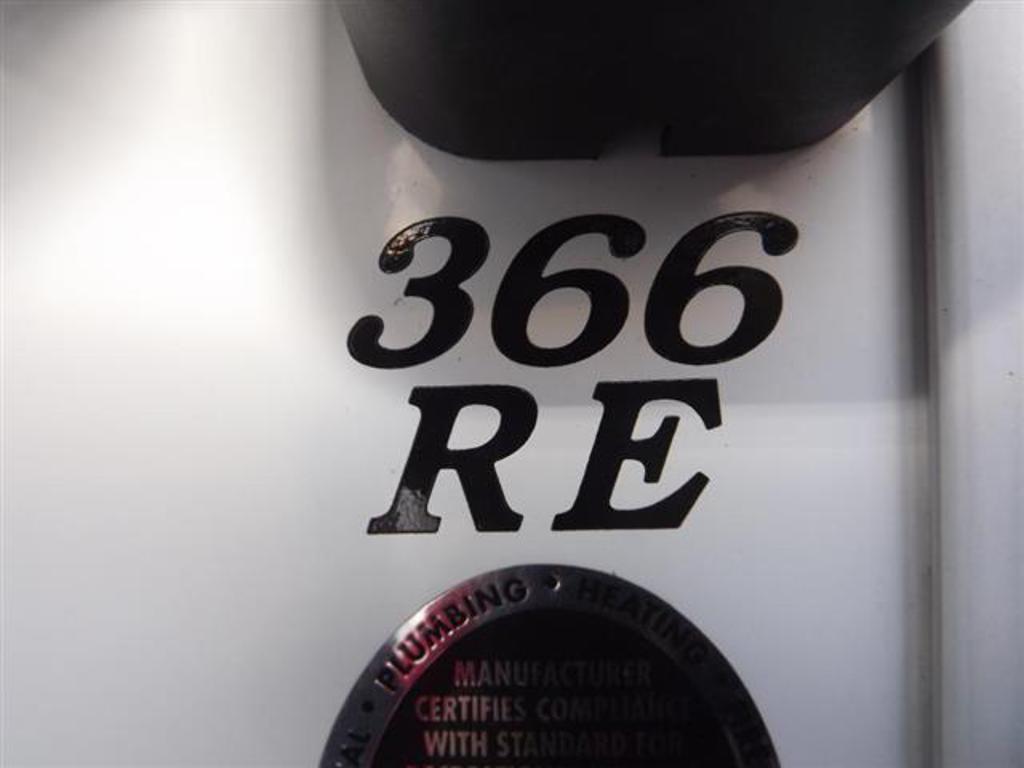 366
RE
PLUMBING • HEATING
MANUFACTURER
CERTIFIES COMPLIANCE
WITH STANDARD FOR